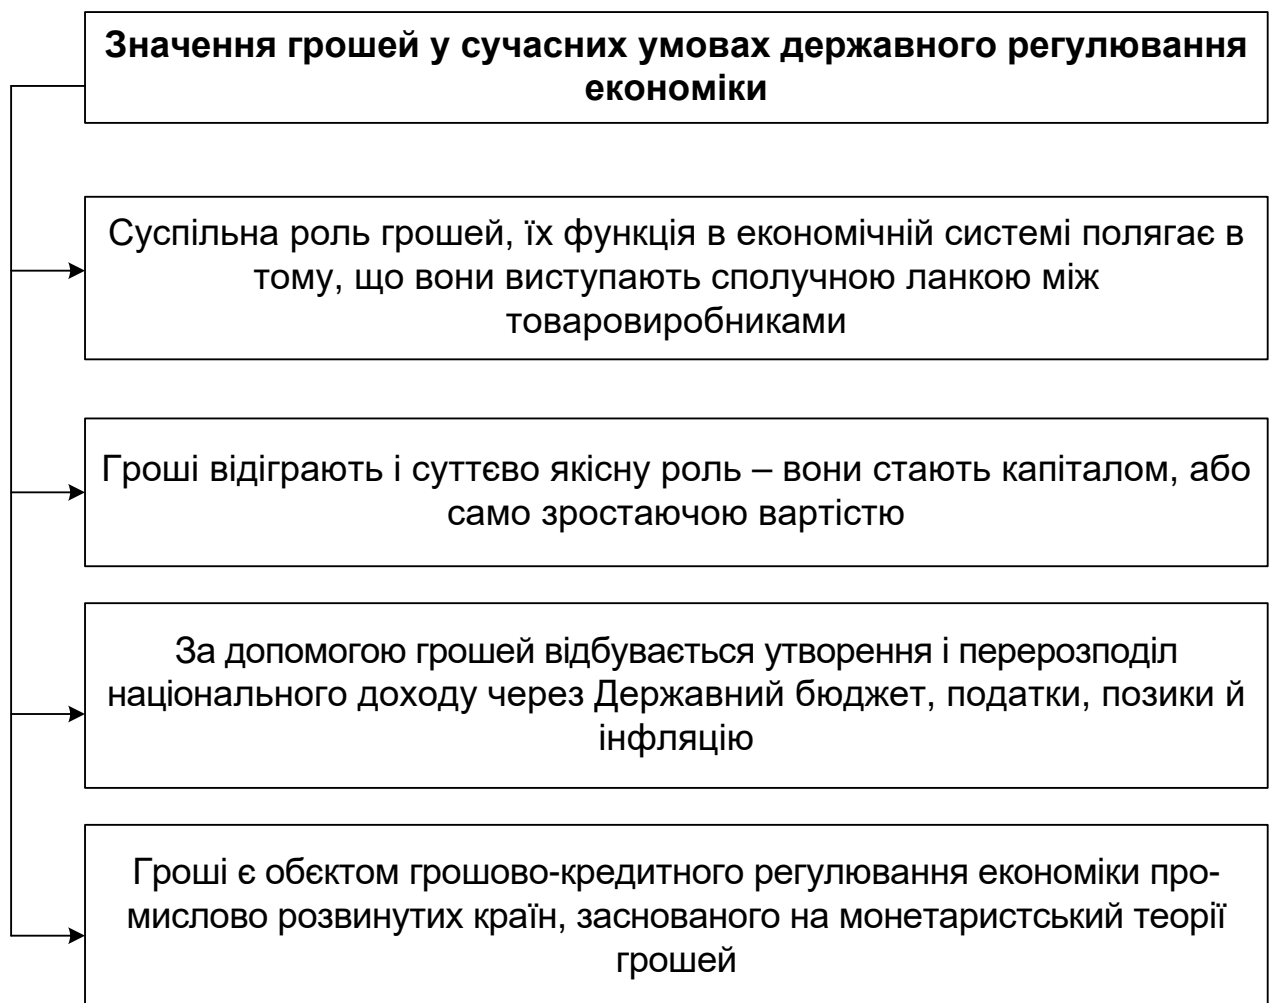 Значення грошей у сучасних умовах державного регулювання
економіки
Суспільна роль грошей, їх функція в економічній системі полягає в
тому, що вони виступають сполучною ланкою між
товаровиробниками
Гроші відіграють і суттєво якісну роль – вони стають капіталом, або
само зростаючою вартістю
За допомогою грошей відбувається утворення і перерозподіл
національного доходу через Державний бюджет, податки, позики й
інфляцію
Гроші є обєктом грошово-кредитного регулювання економіки про-
мислово розвинутих країн, заснованого на монетаристський теорії
грошей